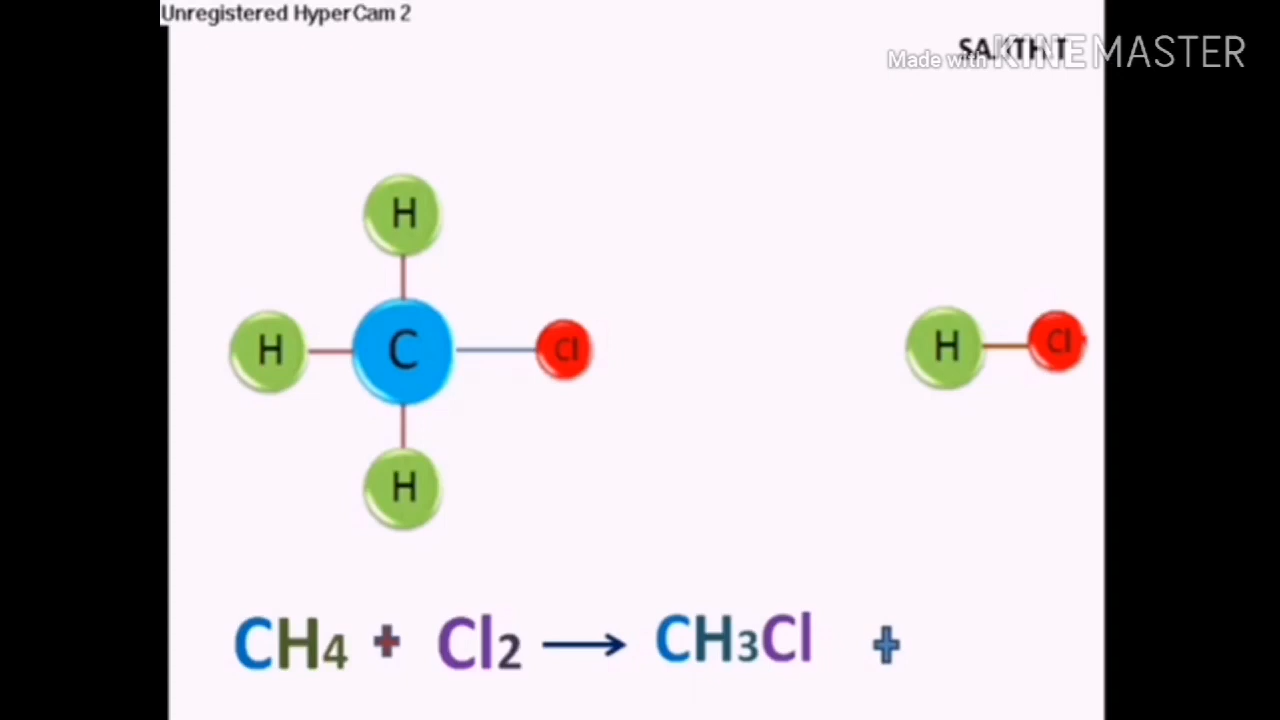 Unregistered HyperCam 2
Made with KINEMASTER
H
H C Cl
H Cl
H
CH4 + Cl2 → CH3Cl +